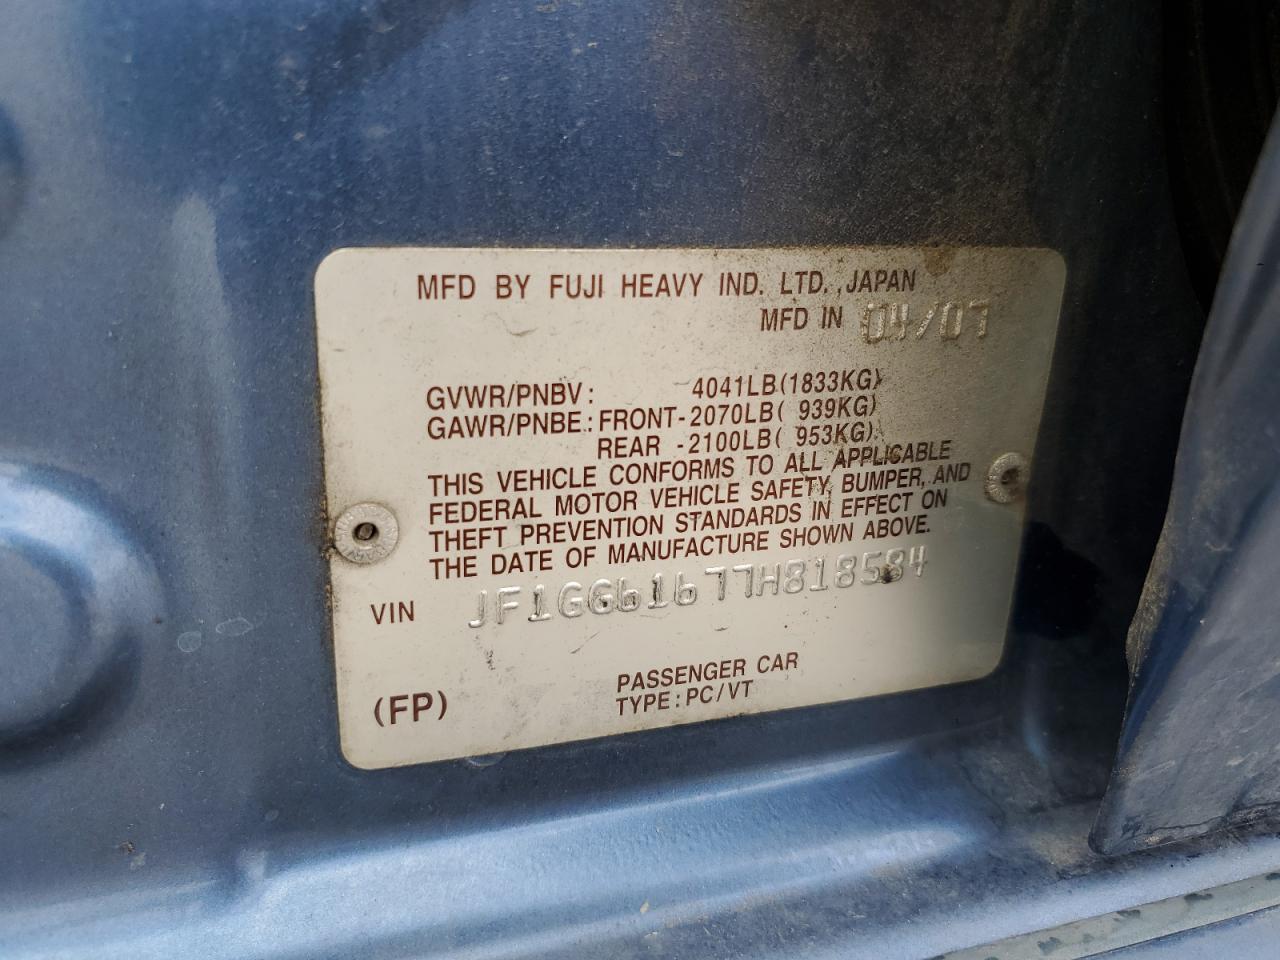 MFD BY FUJI HEAVY IND. LTD., JAPAN
MFD IN 04/07
GVWR/PNBV: 4041LB(1833KG)
GAWR/PNBE: FRONT-2070LB( 939KG)
REAR -2100LB( 953KG)
THIS VEHICLE CONFORMS TO ALL APPLICABLE
FEDERAL MOTOR VEHICLE SAFETY, BUMPER, AND
THEFT PREVENTION STANDARDS IN EFFECT ON
THE DATE OF MANUFACTURE SHOWN ABOVE.
VIN JF1GG61677H818584
(FP)
PASSENGER CAR
TYPE: PC/VT